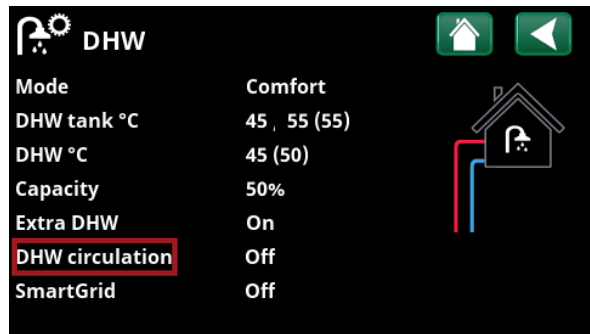 DHW
Mode Comfort
DHW tank °C 45 , 55 (55)
DHW °C 45 (50)
Capacity 50%
Extra DHW On
DHW circulation Off
SmartGrid Off